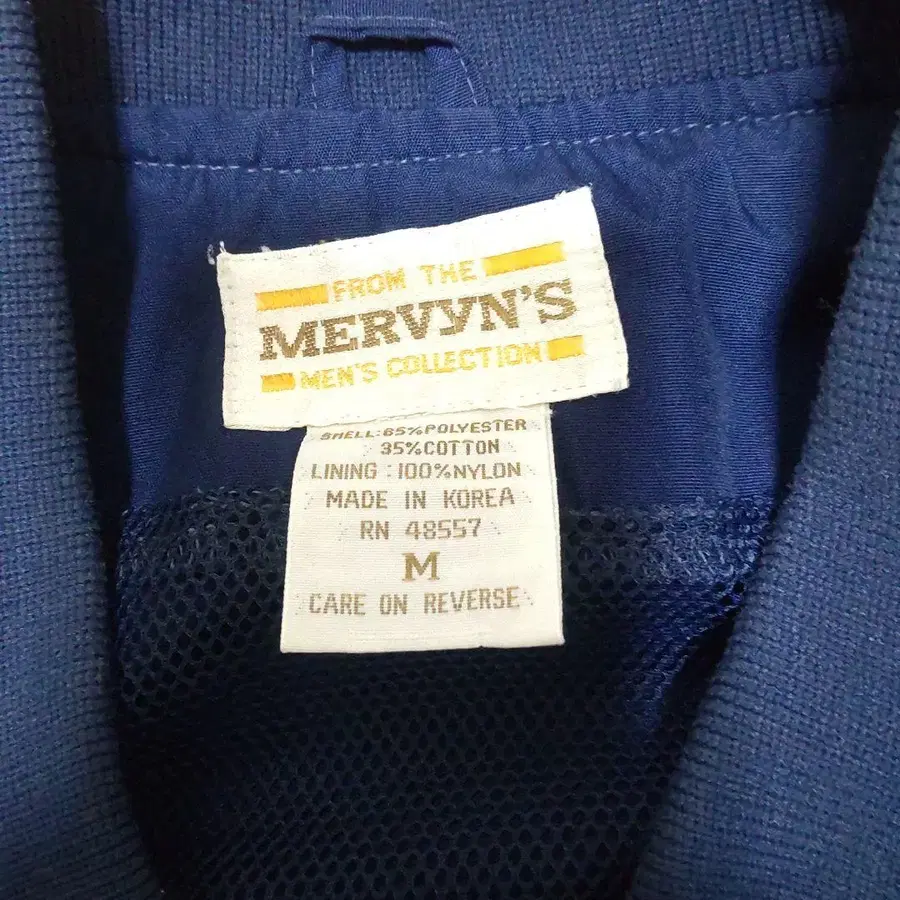 FROM THE
MERVYN'S
MEN'S COLLECTION
SHELL:65%POLYESTER
35%COTTON
LINING :100%NYLON
MADE IN KOREA
RN 48557
M
CARE ON REVERSE